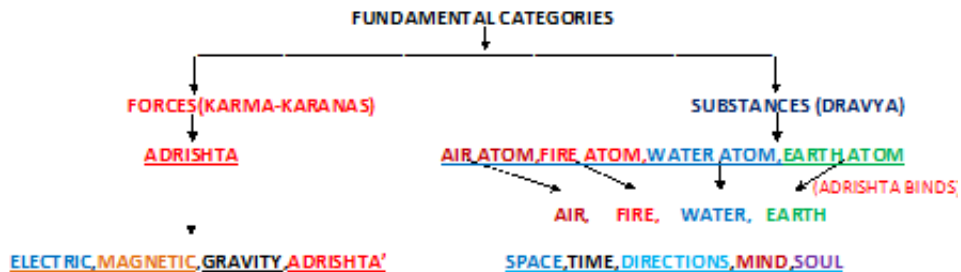 FUNDAMENTAL CATEGORIES
FORCES(KARMA-KARANAS) SUBSTANCES (DRAVYA)
ADRISHTA AIR ATOM,FIRE ATOM,WATER ATOM,EARTH ATOM
(ADRISHTA BINDS)
AIR, FIRE, WATER, EARTH
ELECTRIC,MAGNETIC,GRAVITY,ADRISHTA’ SPACE,TIME,DIRECTIONS,MIND,SOUL